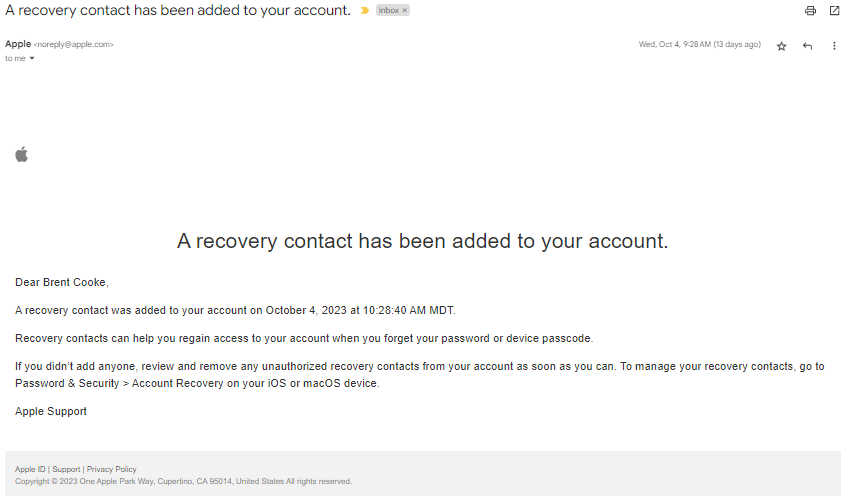 A recovery contact has been added to your account. Inbox ×
Apple <noreply@apple.com> Wed, Oct 4, 9:28 AM (13 days ago)
to me
A recovery contact has been added to your account.
Dear Brent Cooke,
A recovery contact was added to your account on October 4, 2023 at 10:28:40 AM MDT.
Recovery contacts can help you regain access to your account when you forget your password or device passcode.
If you didn't add anyone, review and remove any unauthorized recovery contacts from your account as soon as you can. To manage your recovery contacts, go to
Password & Security > Account Recovery on your iOS or macOS device.
Apple Support
Apple ID | Support | Privacy Policy
Copyright © 2023 One Apple Park Way, Cupertino, CA 95014, United States All rights reserved.